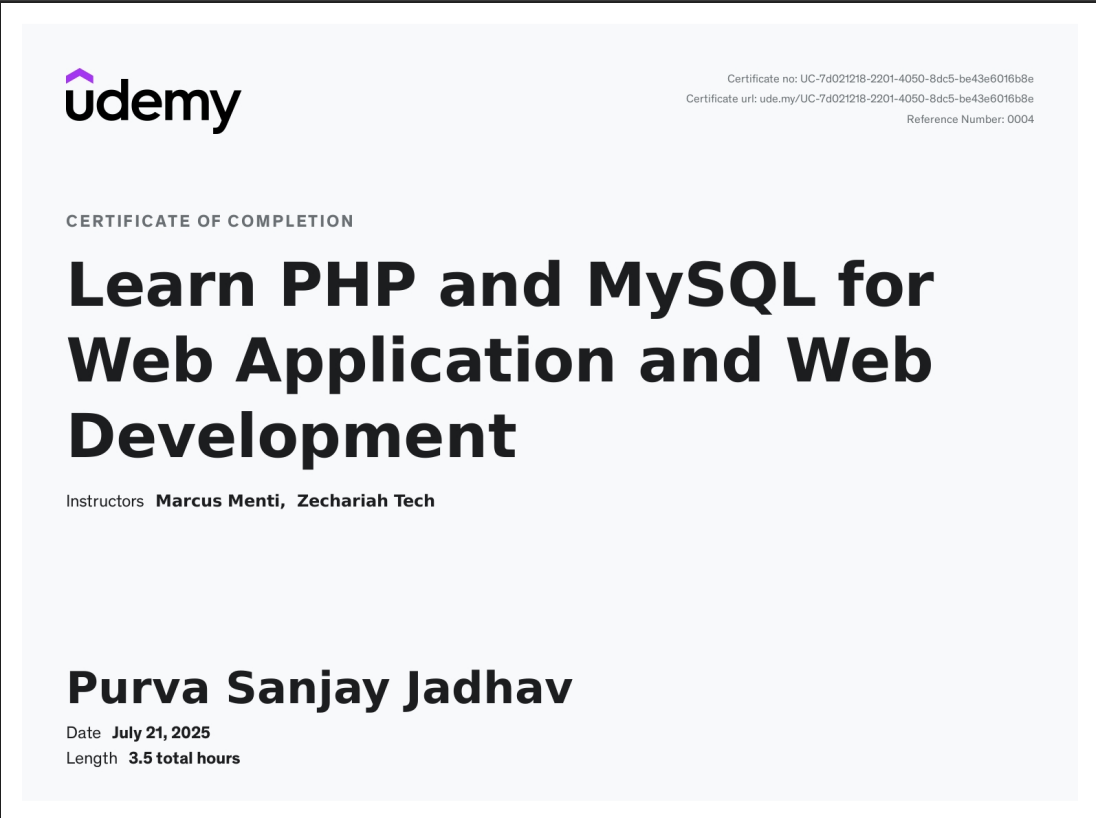 udemy
Certificate no: UC-7d021218-2201-4050-8dc5-be43e6016b8e
Certificate url: ude.my/UC-7d021218-2201-4050-8dc5-be43e6016b8e
Reference Number: 0004
CERTIFICATE OF COMPLETION
Learn PHP and MySQL for
Web Application and Web
Development
Instructors Marcus Menti, Zechariah Tech
Purva Sanjay Jadhav
Date July 21, 2025
Length 3.5 total hours